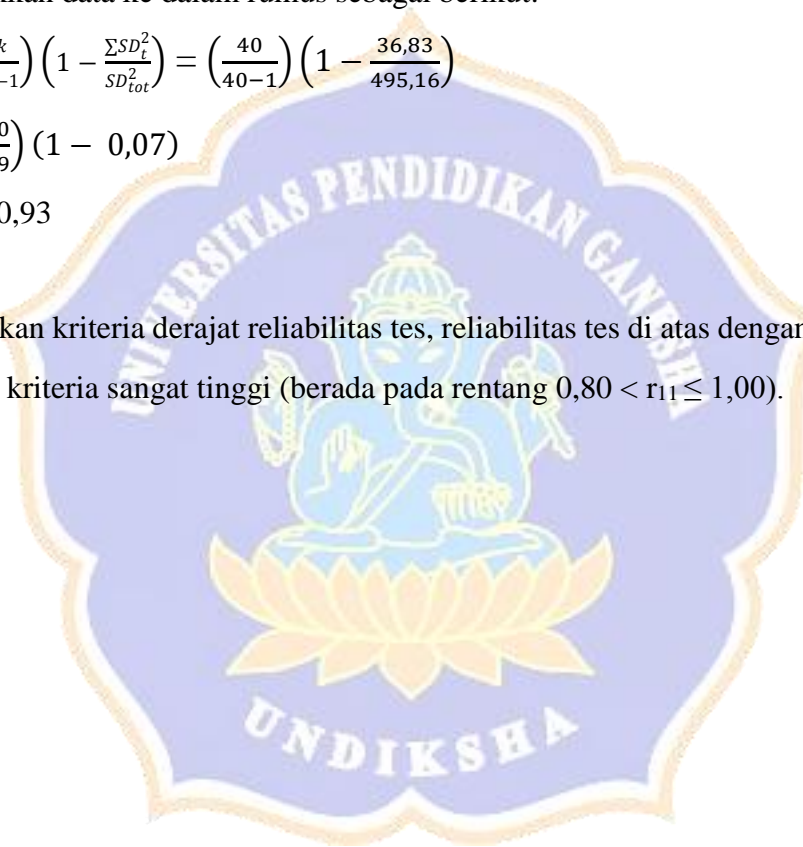 kan data ke dalam rumus sebagai berikut:
k/−1) (1 − ΣSD²t/SD²tot) = (40/40−1) (1 − 36,83/495,16)
0/9) (1 − 0,07)
0,93
UNIVERSITAS PENDIDIKAN GANESHA
kan kriteria derajat reliabilitas tes, reliabilitas tes di atas dengan
kriteria sangat tinggi (berada pada rentang 0,80 < r₁₁ ≤ 1,00).
UNDIKSHA